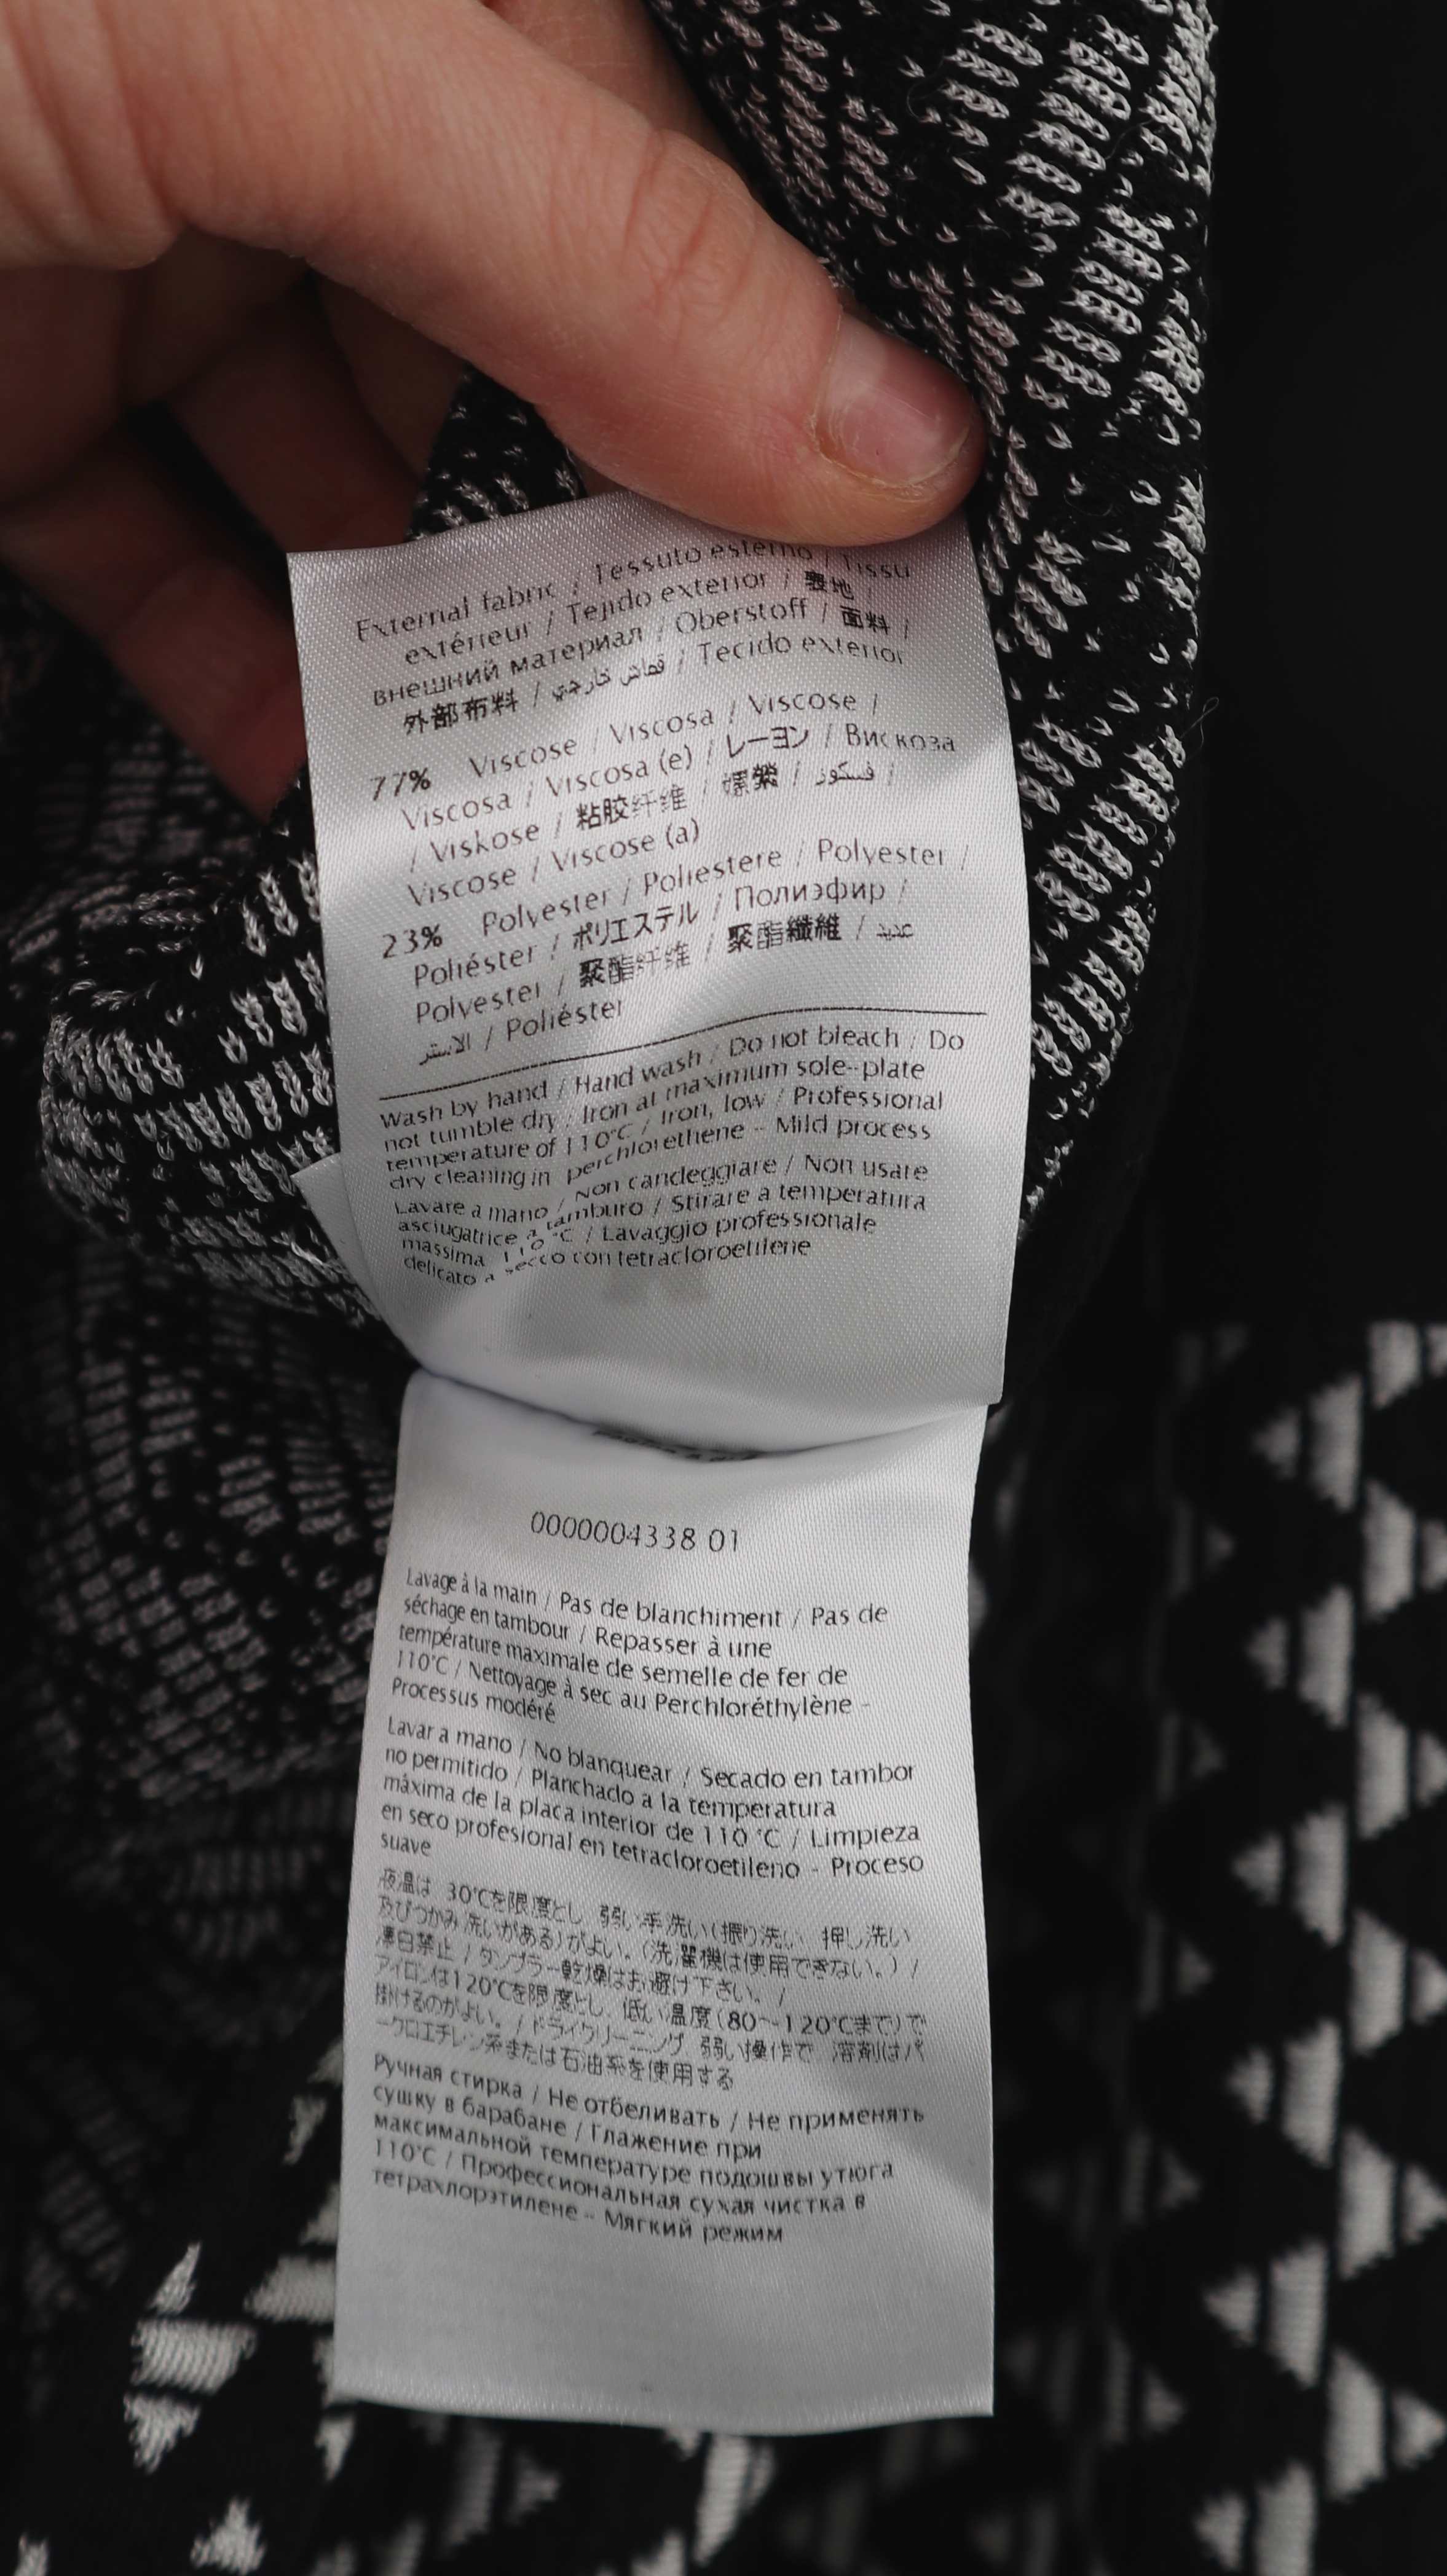 External fabric / Tessuto esterno / Tissu
extérieur / Tejido exterior / 表地 /
внешний материал / Oberstoff / 面料 /
外部布料 / قماش خارجي / Tecido exterior
77% Viscose / Viscosa / Viscose /
Viscosa / Viscosa (e) / レーヨン / Вискоза
/ Viskose / 粘胶纤维 / 嫘縈 / فسكوز /
Viscose / Viscose (a)
23% Polyester / Poliestere / Polyester /
Poliéster / ポリエステル / Полиэфир /
Polyester / 聚酯纤维 / 聚酯纖維 / عديد
الاستر / Poliéster
Wash by hand / Hand wash / Do not bleach / Do
not tumble dry / Iron at maximum sole-plate
temperature of 110°C / Iron, low / Professional
dry cleaning in perchlorethene - Mild process
Lavare a mano / Non candeggiare / Non usare
asciugatrice a tamburo / Stirare a temperatura
massima 110 °C / Lavaggio professionale
delicato a secco con tetracloroetilene
0000004338 01
Lavage à la main / Pas de blanchiment / Pas de
séchage en tambour / Repasser à une
température maximale de semelle de fer de
110°C / Nettoyage à sec au Perchloréthylène -
Processus modéré
Lavar a mano / No blanquear / Secado en tambor
no permitido / Planchado a la temperatura
máxima de la placa interior de 110 °C / Limpieza
en seco profesional en tetracloroetileno - Proceso
suave
液温は 30℃を限度とし、弱い手洗い(振り洗い、押し洗い
及びつかみ洗いがある)がよい。(洗濯機は使用できない。) /
漂白禁止 / タンブラー乾燥はお避け下さい。 /
アイロンは120℃を限度とし、低い温度(80~120℃まで)で
掛けるのがよい。 / ドライクリーニング、弱い操作で 溶剤はパ
ークロエチレン系または石油系を使用する
Ручная стирка / Не отбеливать / Не применять
сушку в барабане / Глажение при
максимальной температуре подошвы утюга
110°C / Профессиональная сухая чистка в
тетрахлорэтилене - Мягкий режим